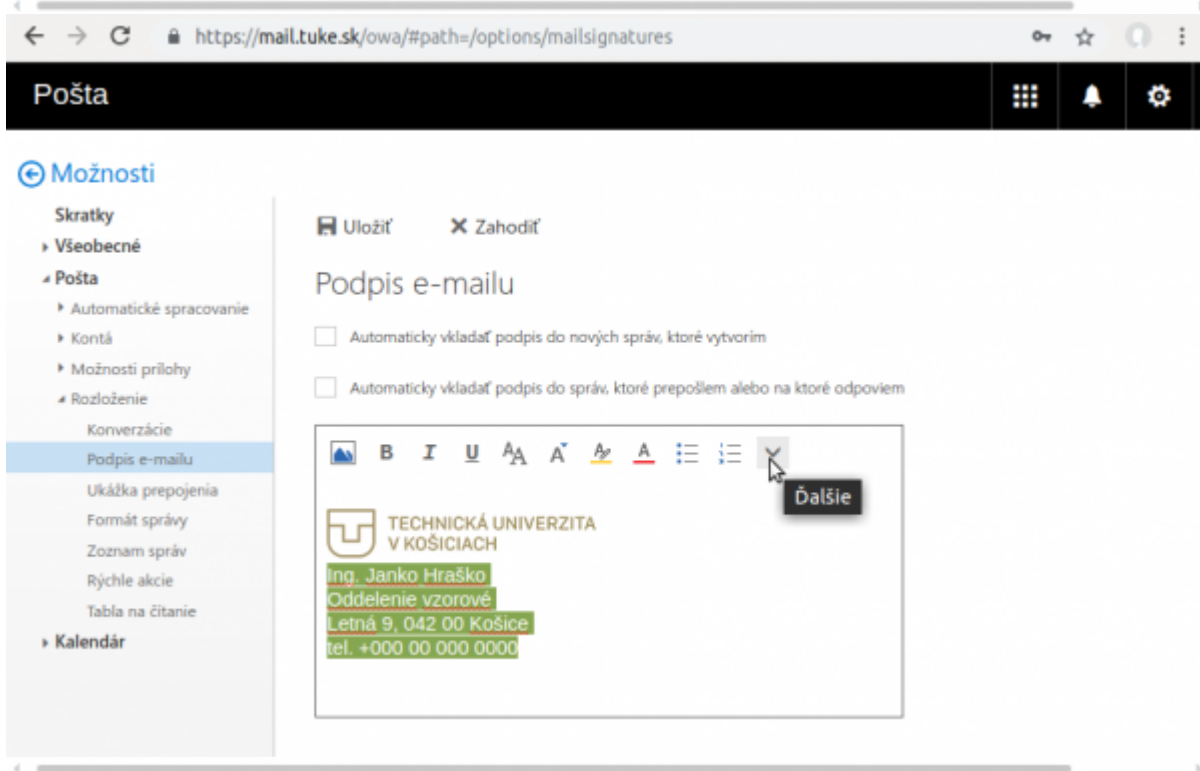 https://mail.tuke.sk/owa/#path=/options/mailsignatures
Pošta
Možnosti
Skratky
Všeobecné
Pošta
Automatické spracovanie
Kontá
Možnosti prílohy
Rozloženie
Konverzácie
Podpis e-mailu
Ukážka prepojenia
Formát správy
Zoznam správ
Rýchle akcie
Tabla na čítanie
Kalendár
Uložiť
Zahodiť
Podpis e-mailu
Automaticky vkladať podpis do nových správ, ktoré vytvorím
Automaticky vkladať podpis do správ, ktoré prepošlem alebo na ktoré odpoviem
B I U AA A A A
Ďalšie
TECHNICKÁ UNIVERZITA
V KOŠICIACH
Ing. Janko Hraško
Oddelenie vzorové
Letná 9, 042 00 Košice
tel. +000 00 000 0000